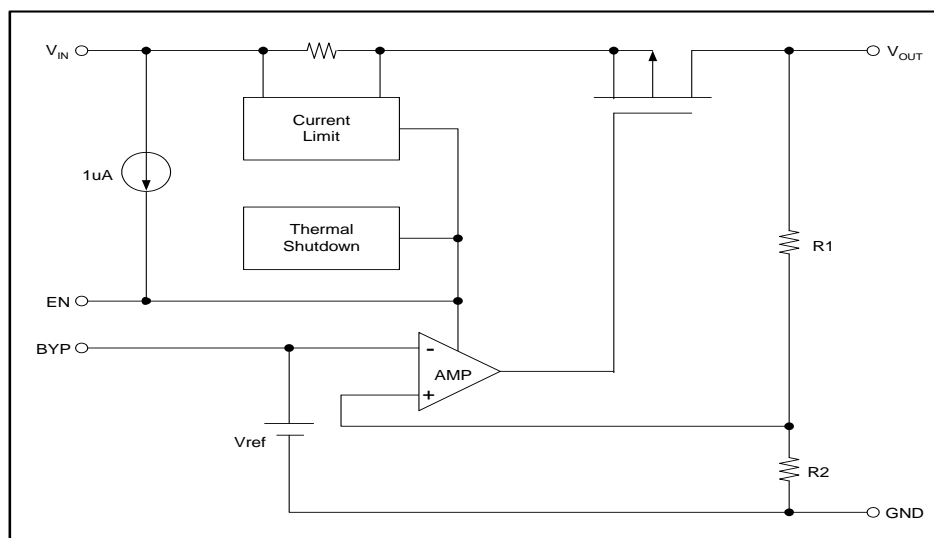 VIN
VOUT
Current
Limit
1uA
Thermal
Shutdown
R1
EN
BYP
-
AMP
+
Vref
R2
GND